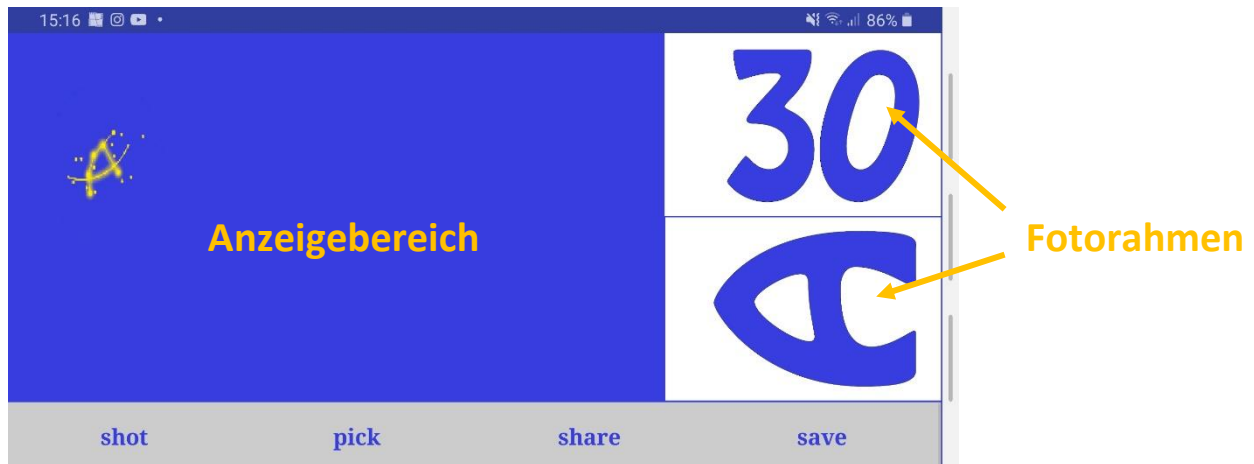 15:16 86%
30
A
Anzeigebereich
Fotorahmen
A
shot pick share save